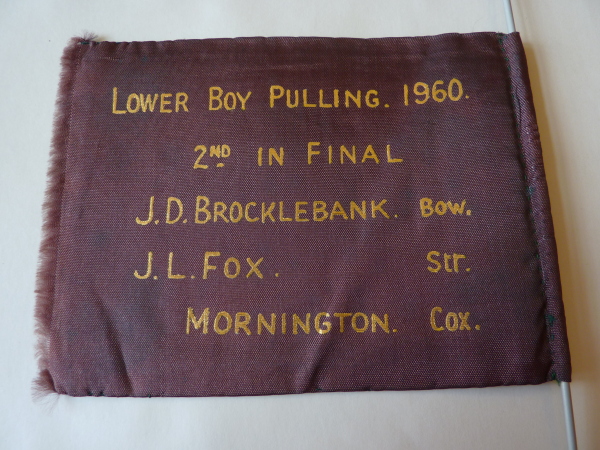 LOWER BOY PULLING. 1960.
2ND IN FINAL
J.D. BROCKLEBANK. Bow.
J.L. FOX. Str.
MORNINGTON. Cox.